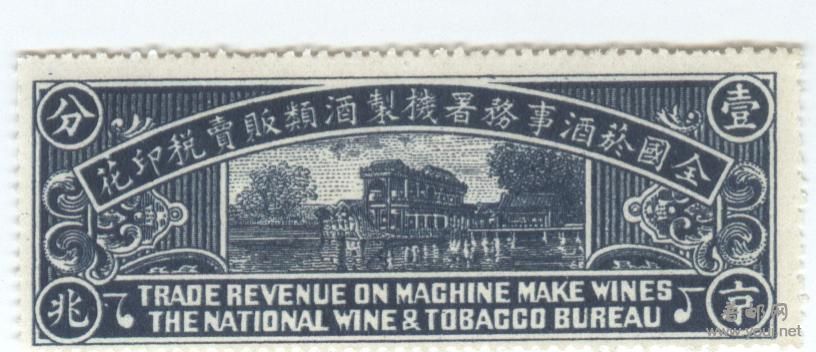 壹分
全國菸酒事務署機製酒類販賣稅印花
京兆
TRADE REVENUE ON MACHINE MAKE WINES
THE NATIONAL WINE & TOBACCO BUREAU